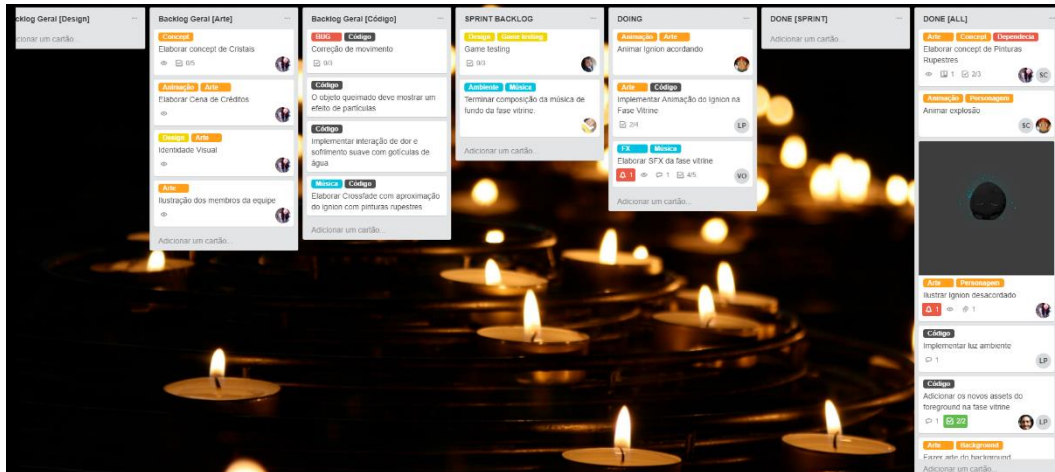 cklog Geral [Design]
cionar um cartão...
Backlog Geral [Arte]
Concept
Elaborar concept de Cristais
0/5
Animação Arte
Elaborar Cena de Créditos
Design Arte
Identidade Visual
Arte
Ilustração dos membros da equipe
Adicionar um cartão...
Backlog Geral [Código]
BUG Código
Correção de movimento
0/3
Código
O objeto queimado deve mostrar um
efeito de partículas
Código
Implementar interação de dor e
sofrimento suave com gotículas de
água
Música Código
Elaborar Crossfade com aproximação
do Ignion com pinturas rupestres
Adicionar um cartão...
SPRINT BACKLOG
Design Game testing
Game testing
0/3
Ambiente Música
Terminar composição da música de
fundo da fase vitrine.
Adicionar um cartão...
DOING
Animação Arte
Animar Ignion acordando
Arte Código
Implementar Animação do Ignion na
Fase Vitrine
2/4
LP
FX Música
Elaborar SFX da fase vitrine
1 1 4/5
VO
Adicionar um cartão...
DONE [SPRINT]
Adicionar um cartão...
DONE [ALL]
Arte Concept Dependecia
Elaborar concept de Pinturas
Rupestres
1 2/3
SC
Animação Personagem
Animar explosão
SC
Arte Personagem
Ilustrar Ignion desacordado
1 1
Código
Implementar luz ambiente
1
LP
Código
Adicionar os novos assets do
foreground na fase vitrine
1 2/2
LP
Arte Background
Fazer arte do background
Adicionar um cartão...